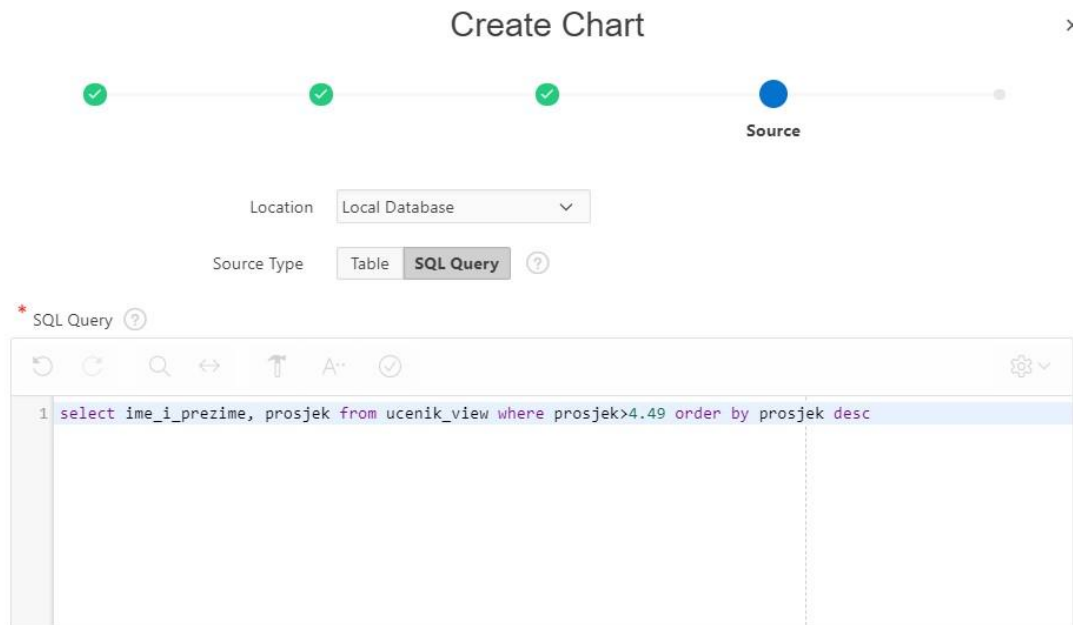 Create Chart
Source
Location Local Database
Source Type Table SQL Query ?
* SQL Query ?
A··
1 select ime_i_prezime, prosjek from ucenik_view where prosjek>4.49 order by prosjek desc